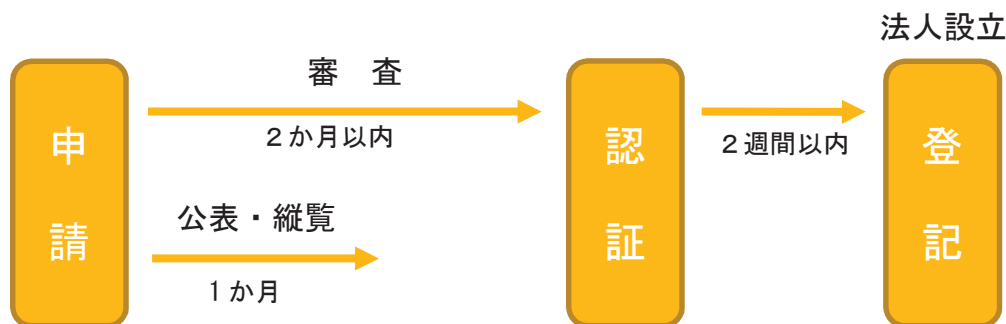 法人設立
申請
審　査
２か月以内
公表・縦覧
１か月
認証
２週間以内
登記